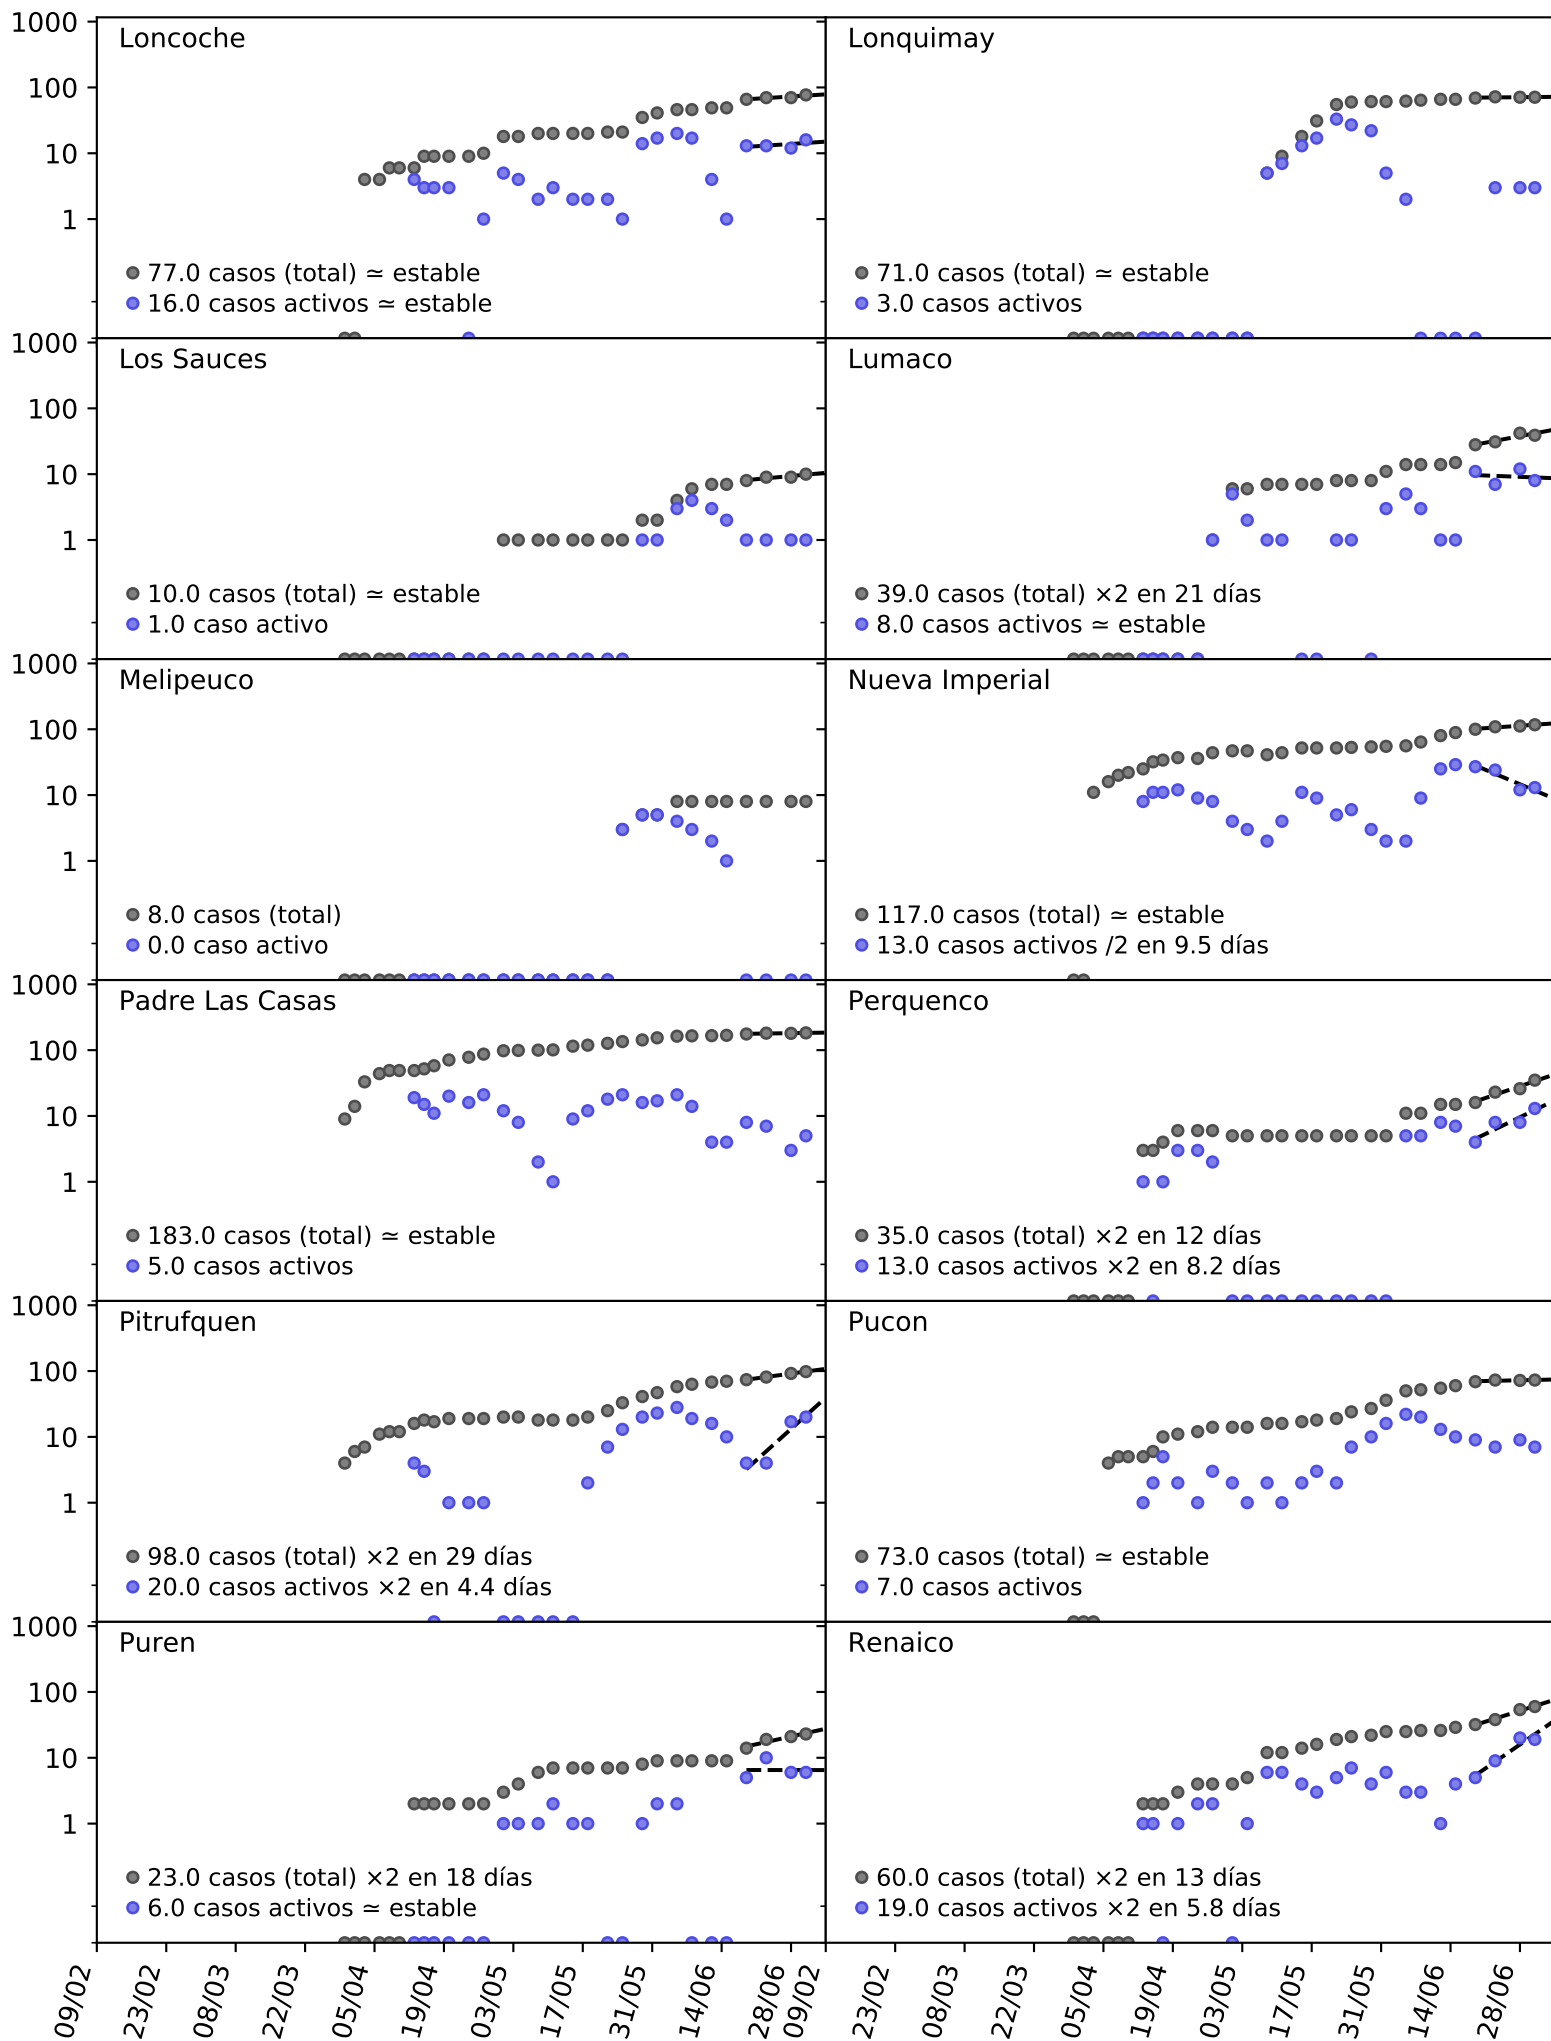 1000
100
10
1
Loncoche
77.0 casos (total) ≃ estable
16.0 casos activos ≃ estable
Lonquimay
71.0 casos (total) ≃ estable
3.0 casos activos
1000
100
10
1
Los Sauces
10.0 casos (total) ≃ estable
1.0 caso activo
Lumaco
39.0 casos (total) ×2 en 21 días
8.0 casos activos ≃ estable
1000
100
10
1
Melipeuco
8.0 casos (total)
0.0 caso activo
Nueva Imperial
117.0 casos (total) ≃ estable
13.0 casos activos /2 en 9.5 días
1000
100
10
1
Padre Las Casas
183.0 casos (total) ≃ estable
5.0 casos activos
Perquenco
35.0 casos (total) ×2 en 12 días
13.0 casos activos ×2 en 8.2 días
1000
100
10
1
Pitrufquen
98.0 casos (total) ×2 en 29 días
20.0 casos activos ×2 en 4.4 días
Pucon
73.0 casos (total) ≃ estable
7.0 casos activos
1000
100
10
1
Puren
23.0 casos (total) ×2 en 18 días
6.0 casos activos ≃ estable
Renaico
60.0 casos (total) ×2 en 13 días
19.0 casos activos ×2 en 5.8 días
09/02
23/02
08/03
22/03
05/04
19/04
03/05
17/05
31/05
14/06
28/06
09/02
23/02
08/03
22/03
05/04
19/04
03/05
17/05
31/05
14/06
28/06